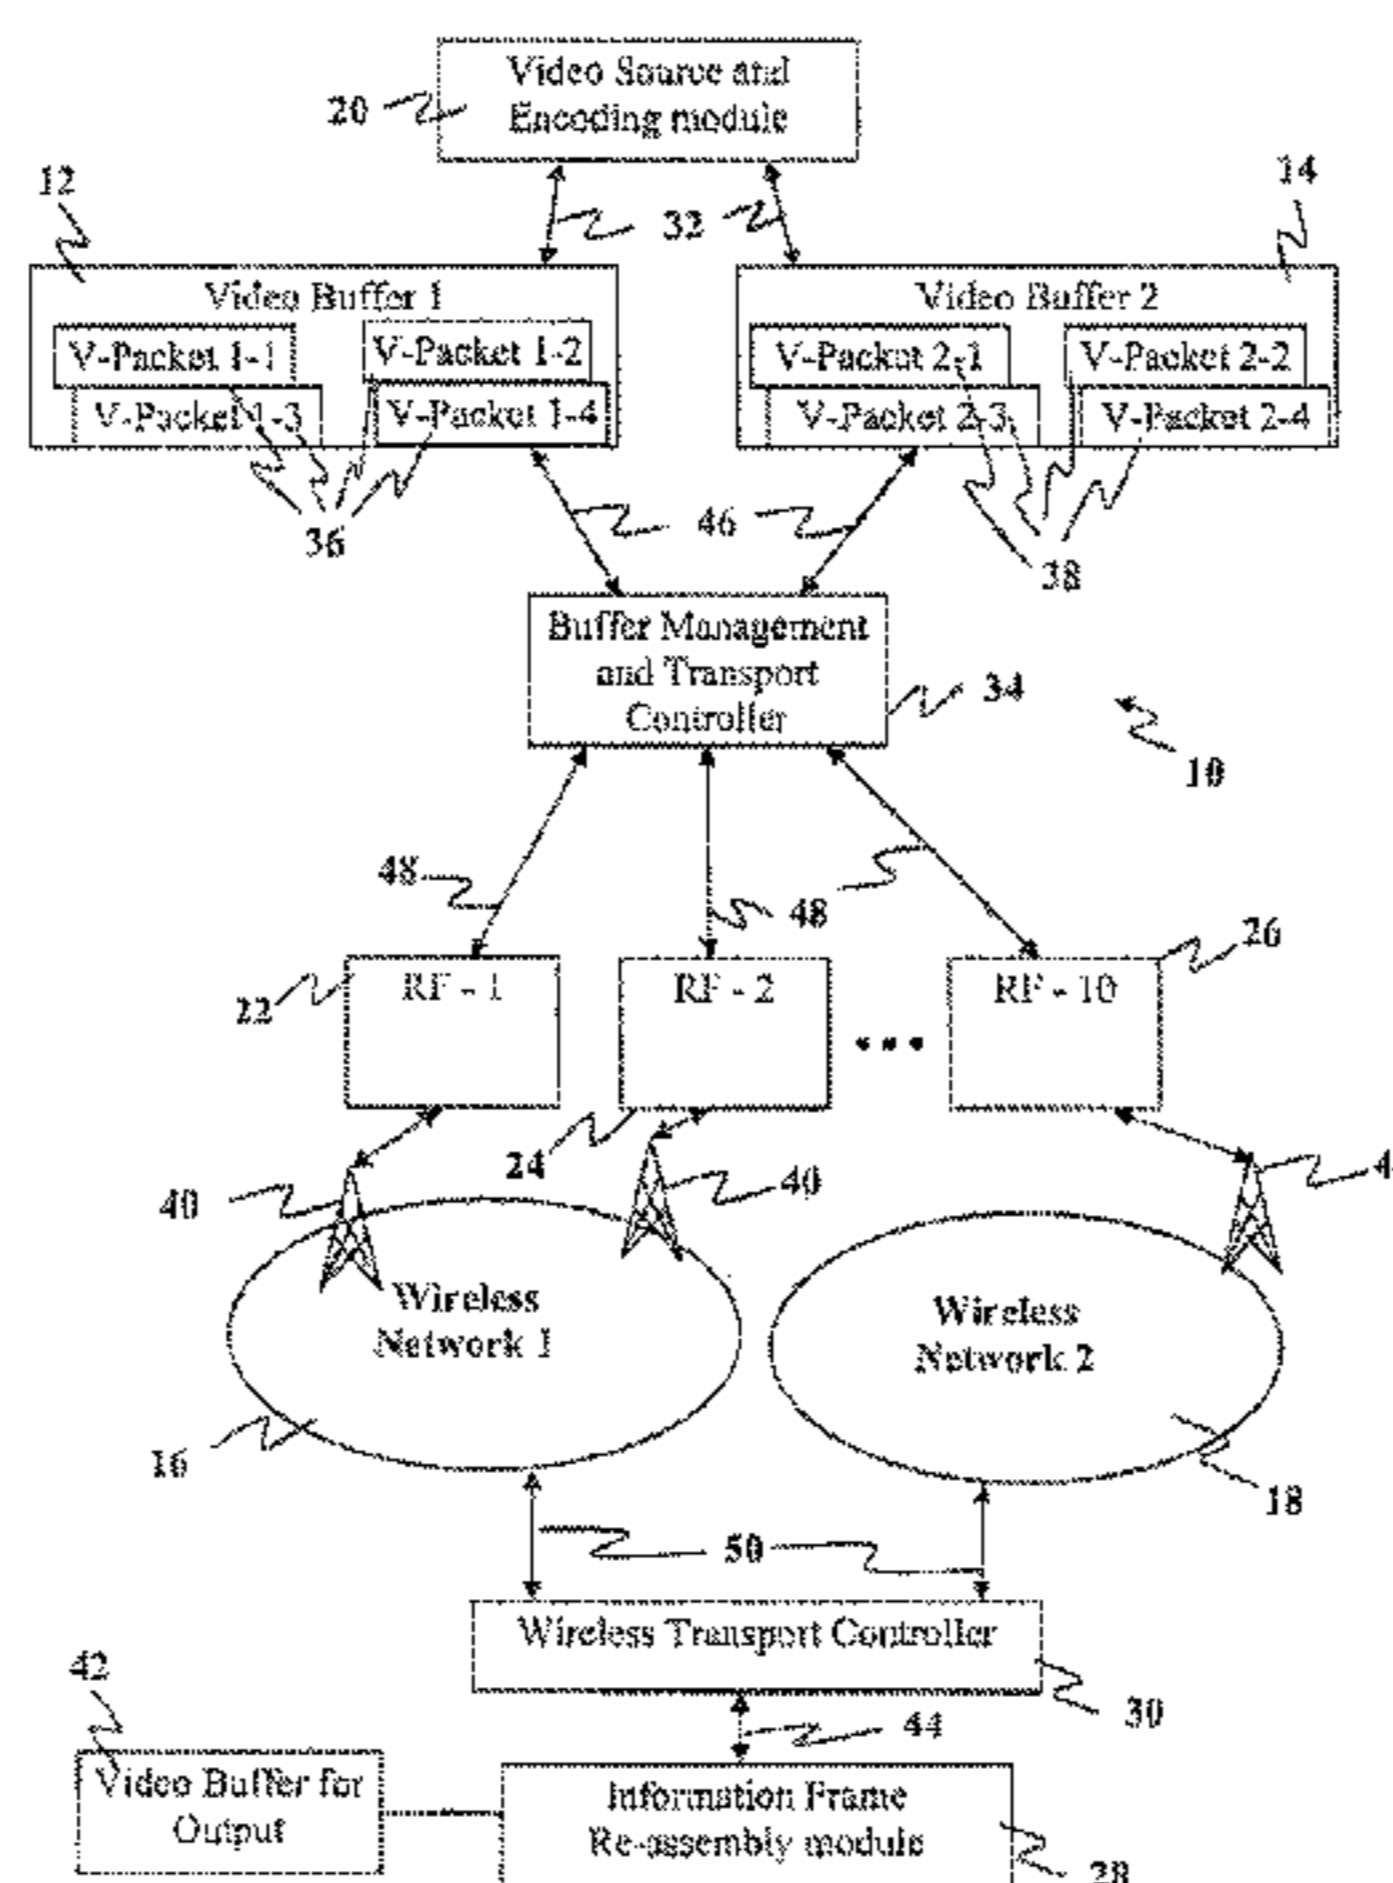 Video Source and
Encoding module
20
12
14
32
Video Buffer 1
Video Buffer 2
V-Packet 1-1
V-Packet 1-2
V-Packet 2-1
V-Packet 2-2
V-Packet 1-3
V-Packet 1-4
V-Packet 2-3
V-Packet 2-4
36
46
38
Buffer Management
and Transport
Controller
34
10
48
48
26
RF - 1
RF - 2
RF - 10
22
24
40
40
Wireless
Network 1
Wireless
Network 2
16
18
50
Wireless Transport Controller
42
30
44
Video Buffer for
Output
Information Frame
Re-assembly module
28